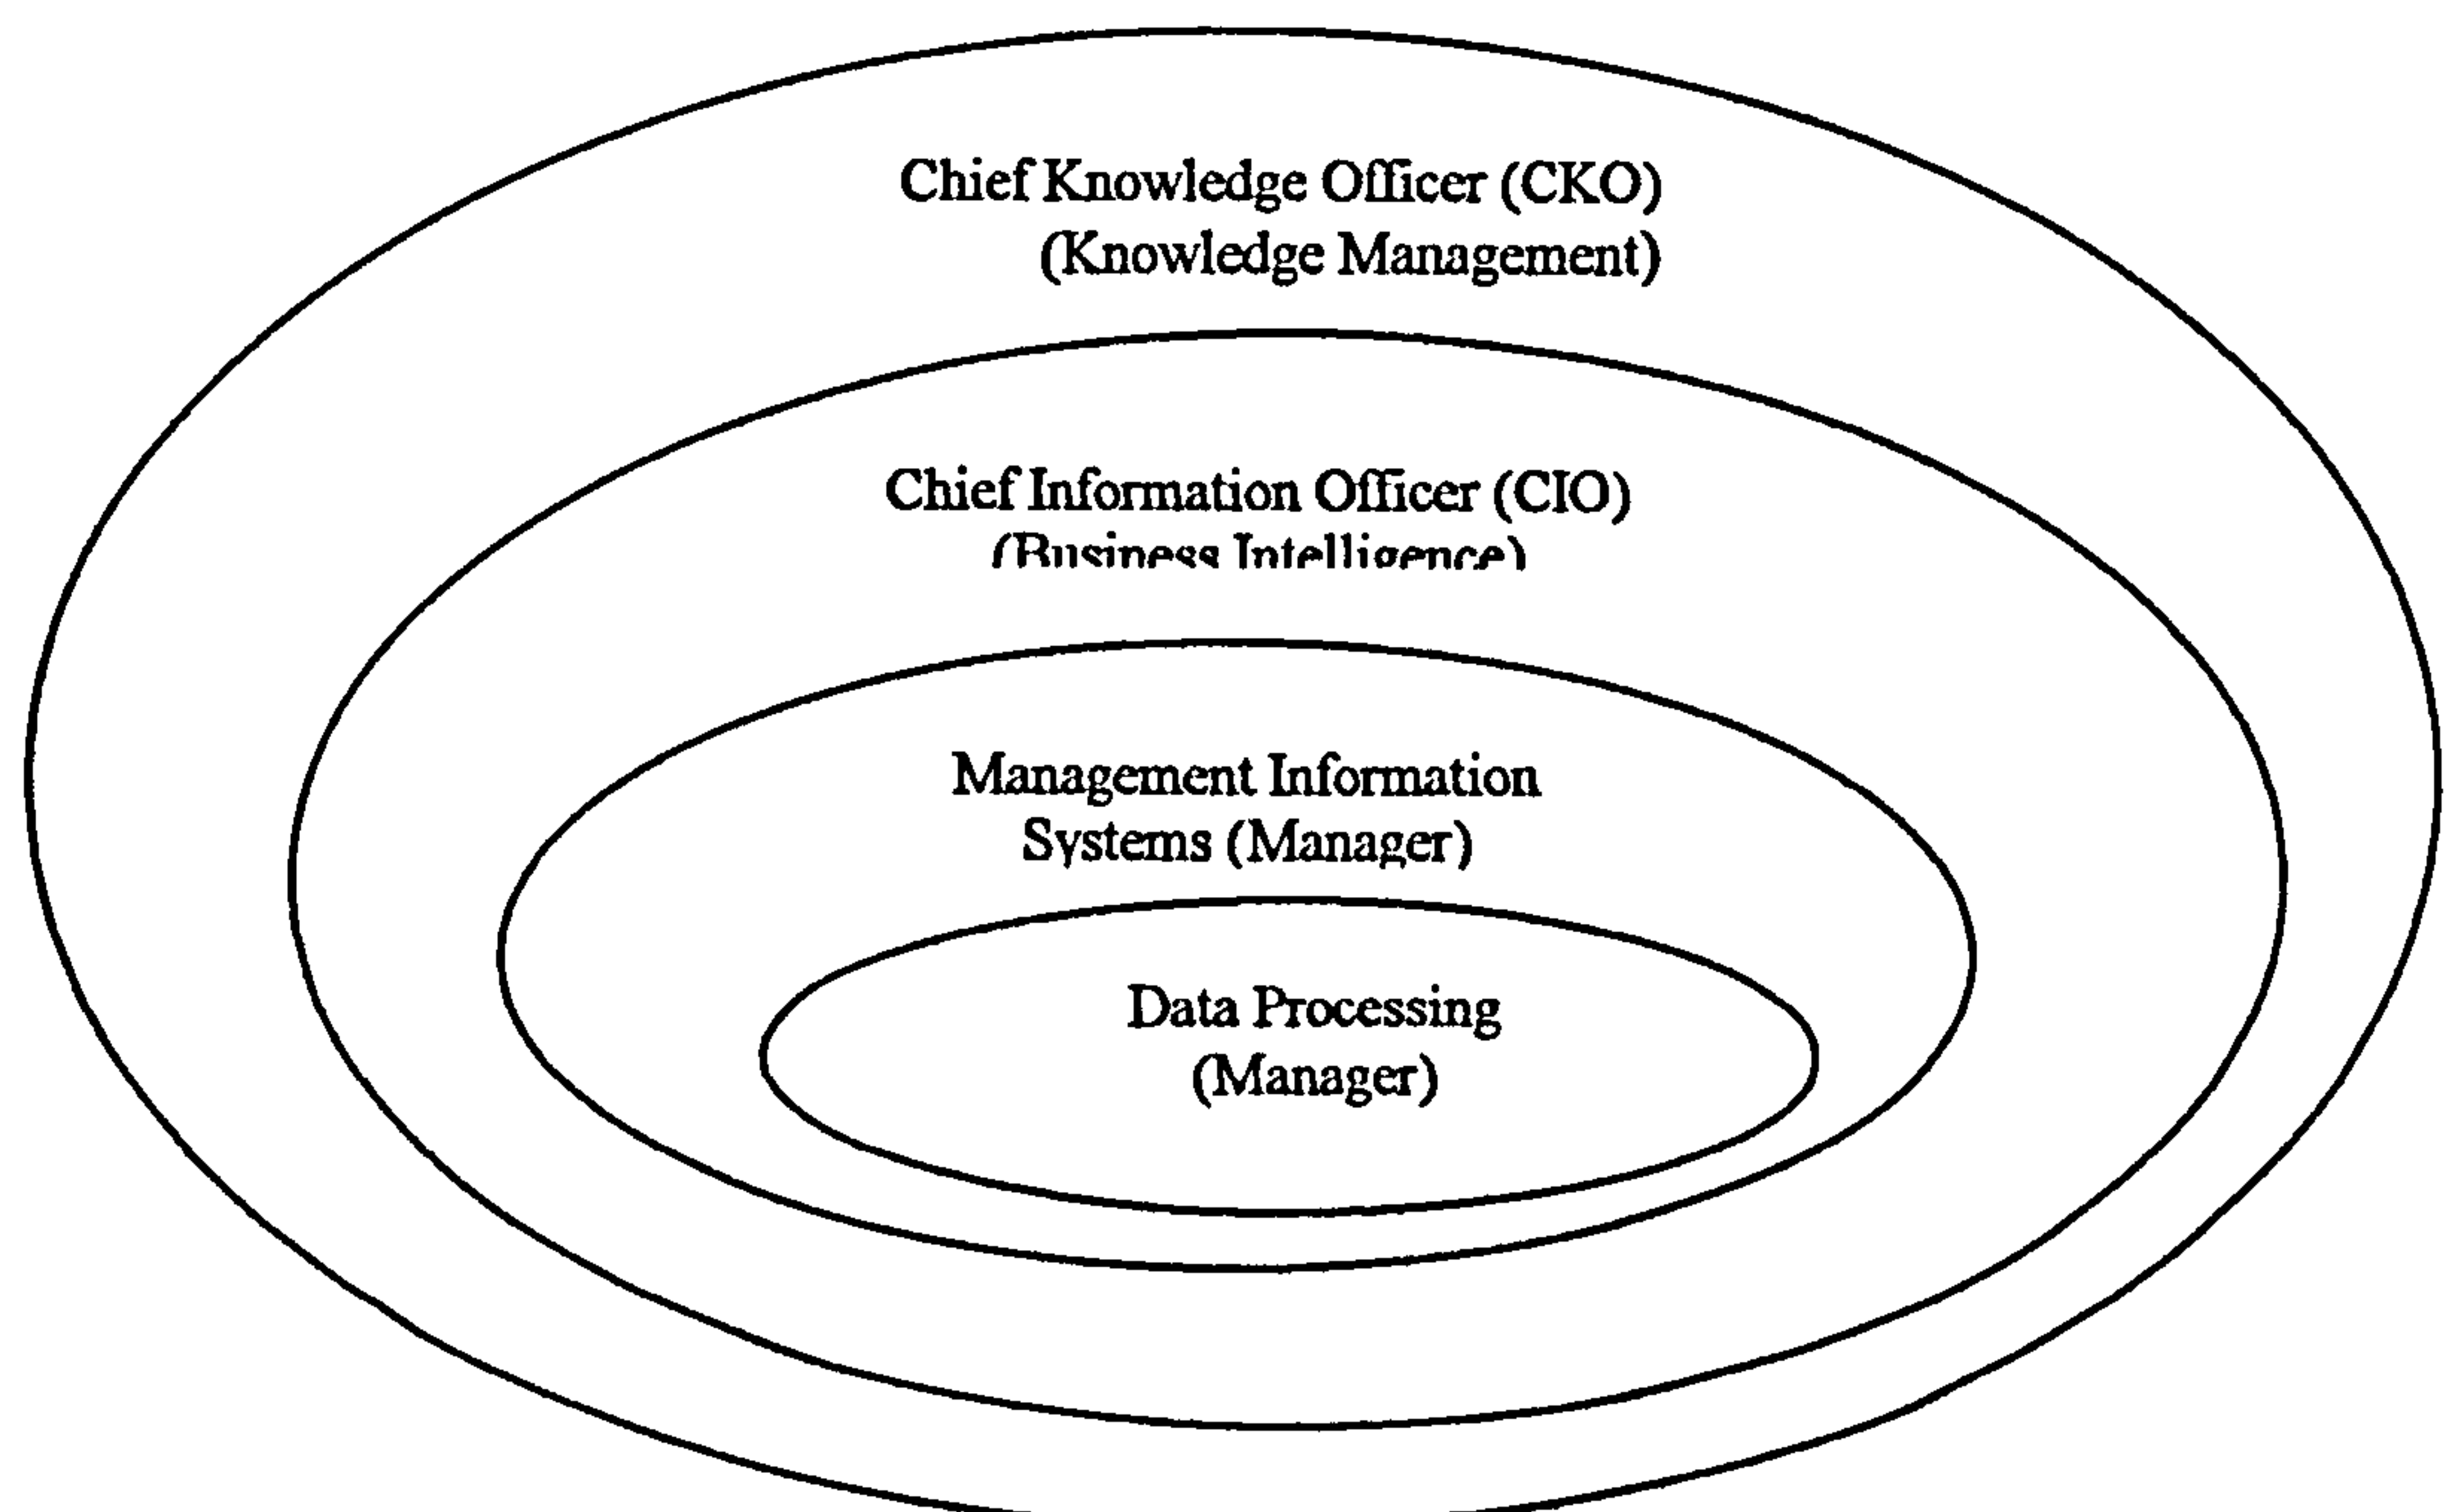 Chief Knowledge Officer (CKO)
(Knowledge Management)
Chief Information Officer (CIO)
(Business Intelligence)
Management Information
Systems (Manager)
Data Processing
(Manager)